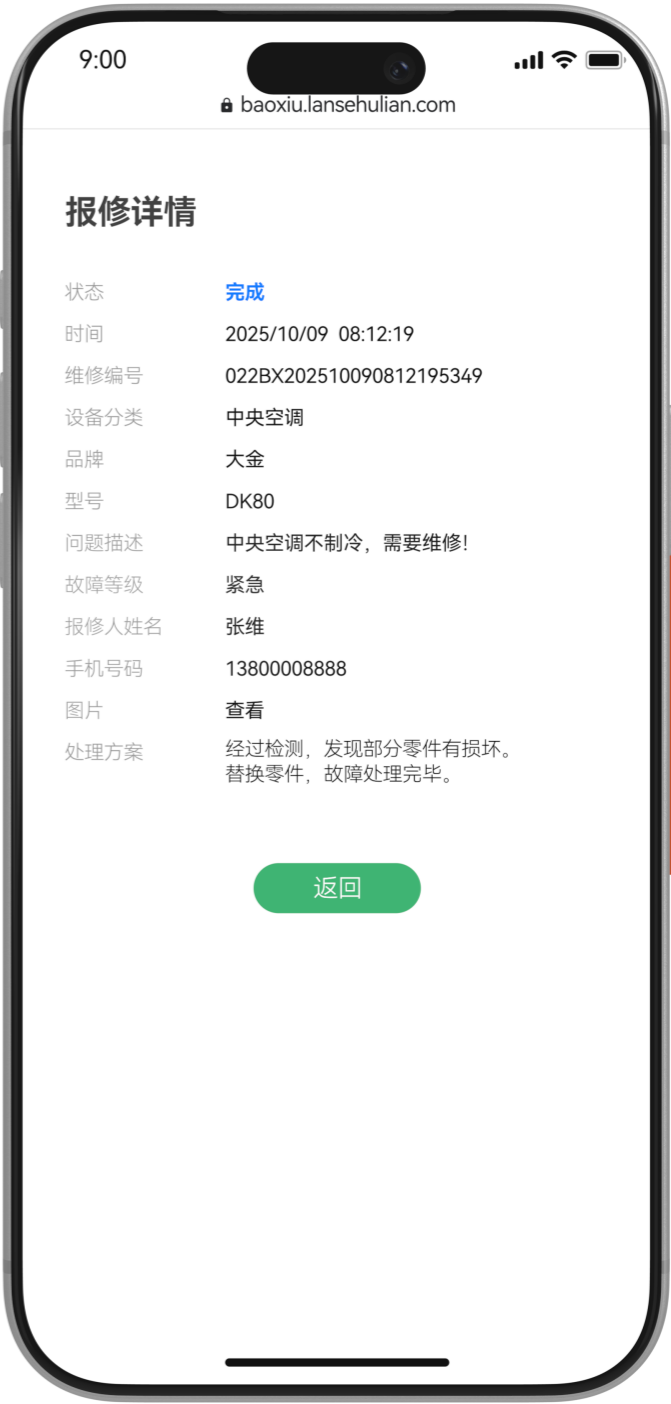 9:00
baoxiu.lansehulian.com
报修详情
状态 完成
时间 2025/10/09 08:12:19
维修编号 022BX202510090812195349
设备分类 中央空调
品牌 大金
型号 DK80
问题描述 中央空调不制冷，需要维修！
故障等级 紧急
报修人姓名 张维
手机号码 13800008888
图片 查看
处理方案 经过检测，发现部分零件有损坏。
替换零件，故障处理完毕。
返回